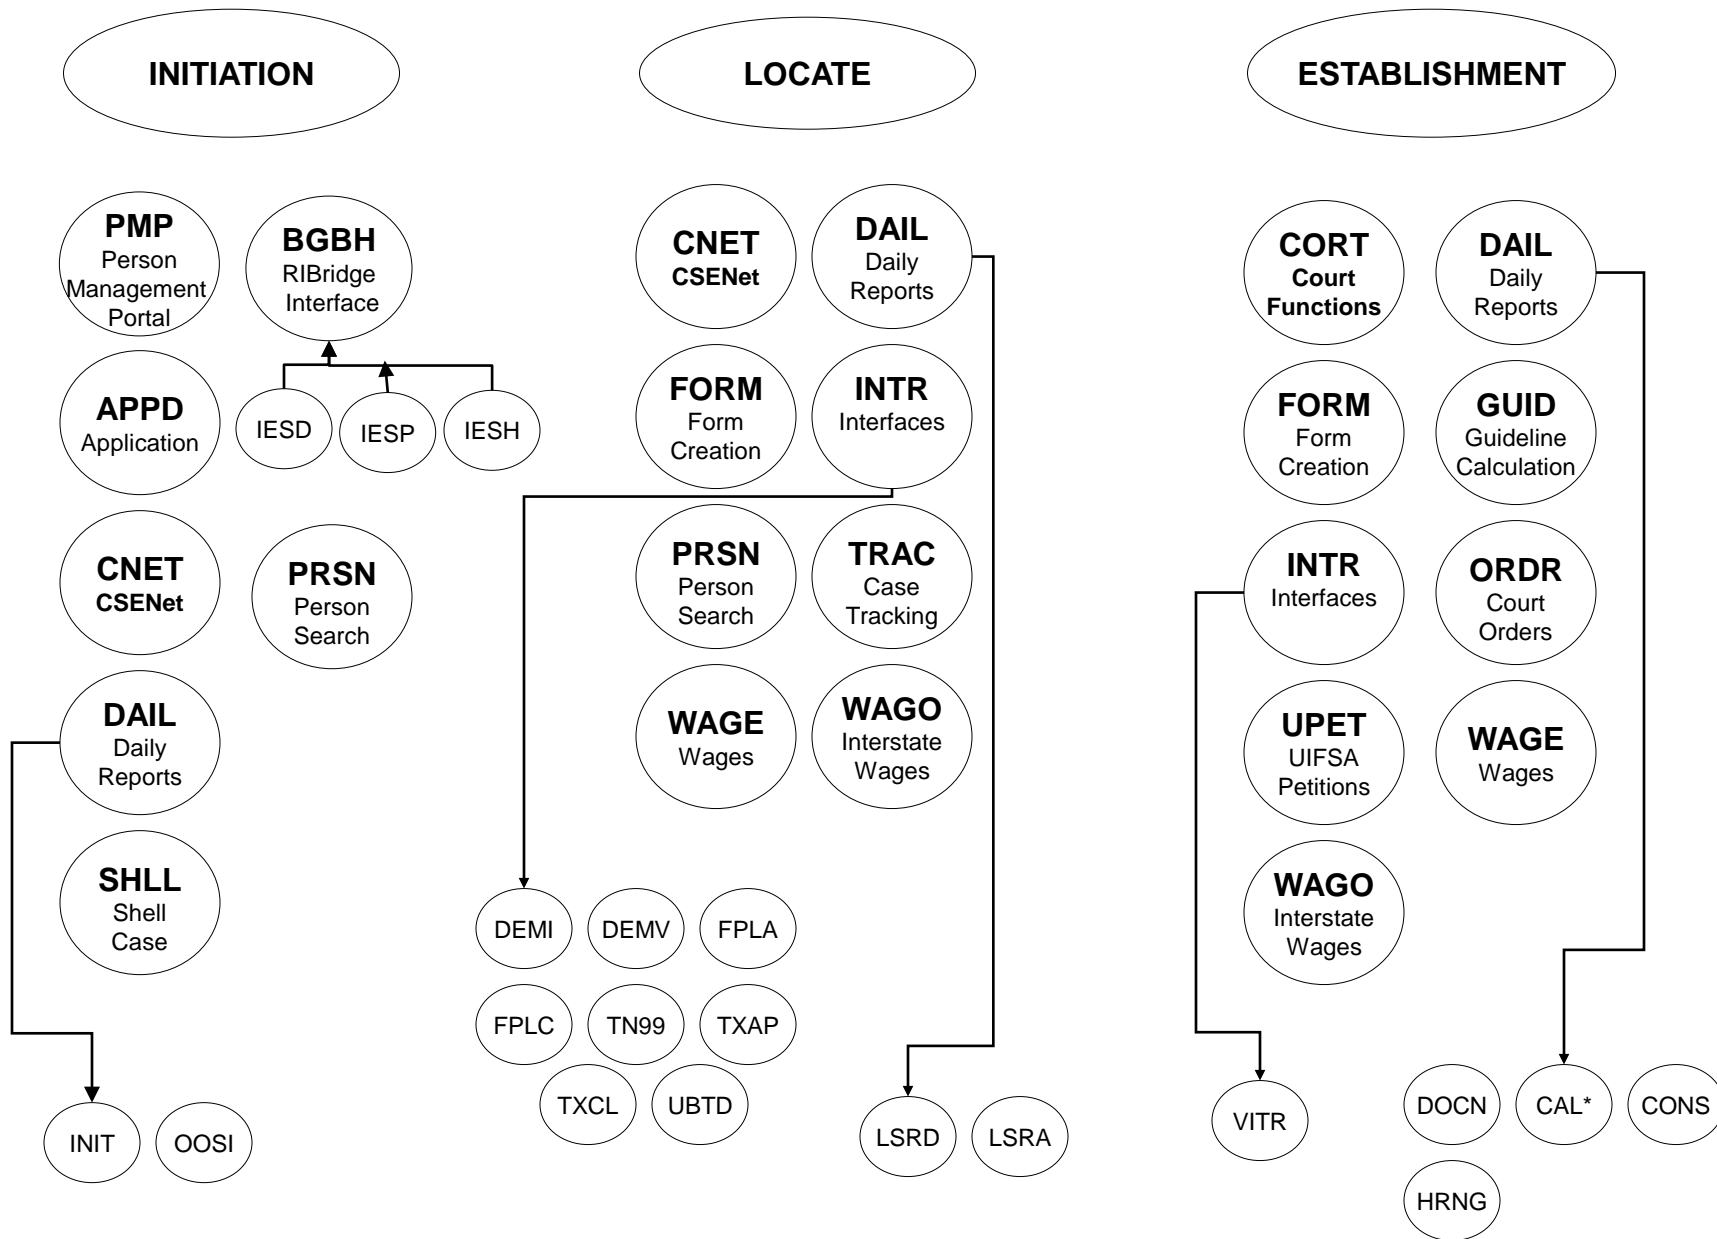 INITIATION
PMP
Person
Management
Portal
BGBH
RIBridge
Interface
APPD
Application
IESD
IESP
IESH
CNET
CSENet
PRSN
Person
Search
DAIL
Daily
Reports
SHLL
Shell
Case
INIT
OOSI
LOCATE
CNET
CSENet
DAIL
Daily
Reports
FORM
Form
Creation
INTR
Interfaces
PRSN
Person
Search
TRAC
Case
Tracking
WAGE
Wages
WAGO
Interstate
Wages
DEMI
DEMV
FPLA
FPLC
TN99
TXAP
TXCL
UBTD
LSRD
LSRA
ESTABLISHMENT
CORT
Court
Functions
DAIL
Daily
Reports
FORM
Form
Creation
GUID
Guideline
Calculation
INTR
Interfaces
ORDR
Court
Orders
UPET
UIFSA
Petitions
WAGE
Wages
WAGO
Interstate
Wages
VITR
DOCN
CAL*
CONS
HRNG